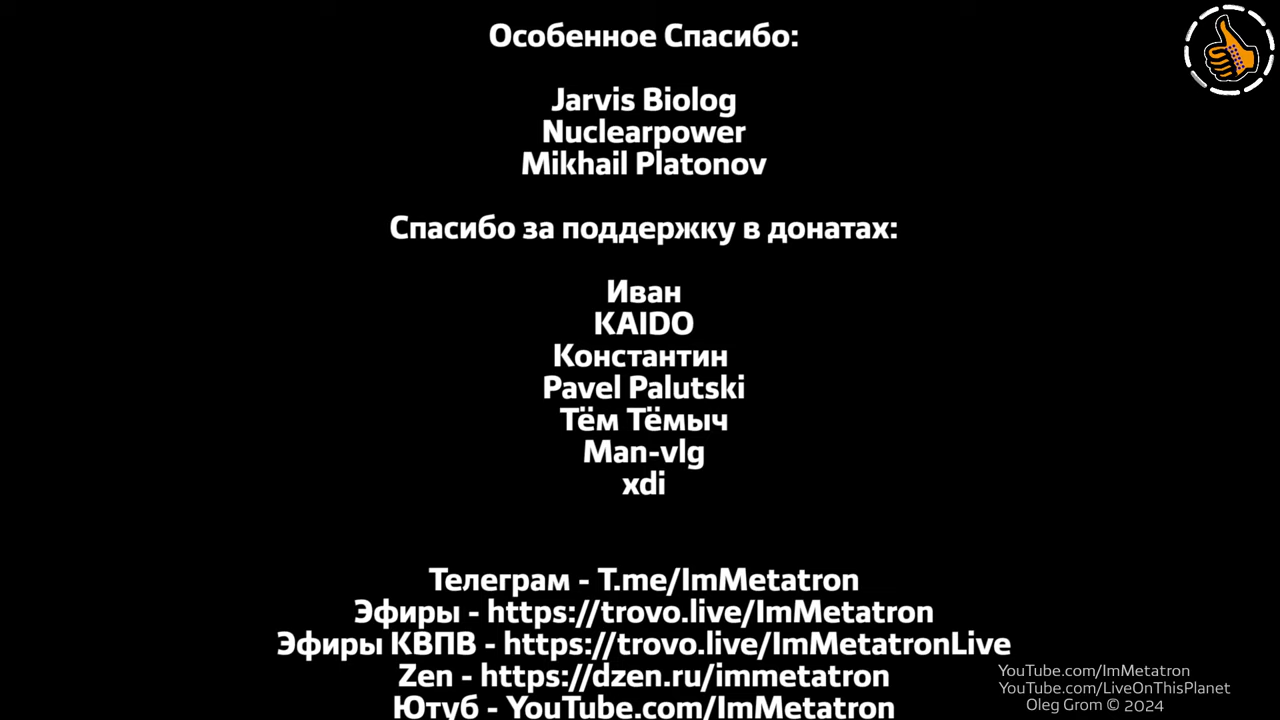 Особенное Спасибо:
Jarvis Biolog
Nuclearpower
Mikhail Platonov
Спасибо за поддержку в донатах:
Иван
KAIDO
Константин
Pavel Palutski
Тём Тёмыч
Man-vlg
xdi
Телеграм - T.me/ImMetatron
Эфиры - https://trovo.live/ImMetatron
Эфиры КВПВ - https://trovo.live/ImMetatronLive
Zen - https://dzen.ru/immetatron
Ютуб - YouTube.com/ImMetatron
YouTube.com/ImMetatron
YouTube.com/LiveOnThisPlanet
Oleg Grom © 2024